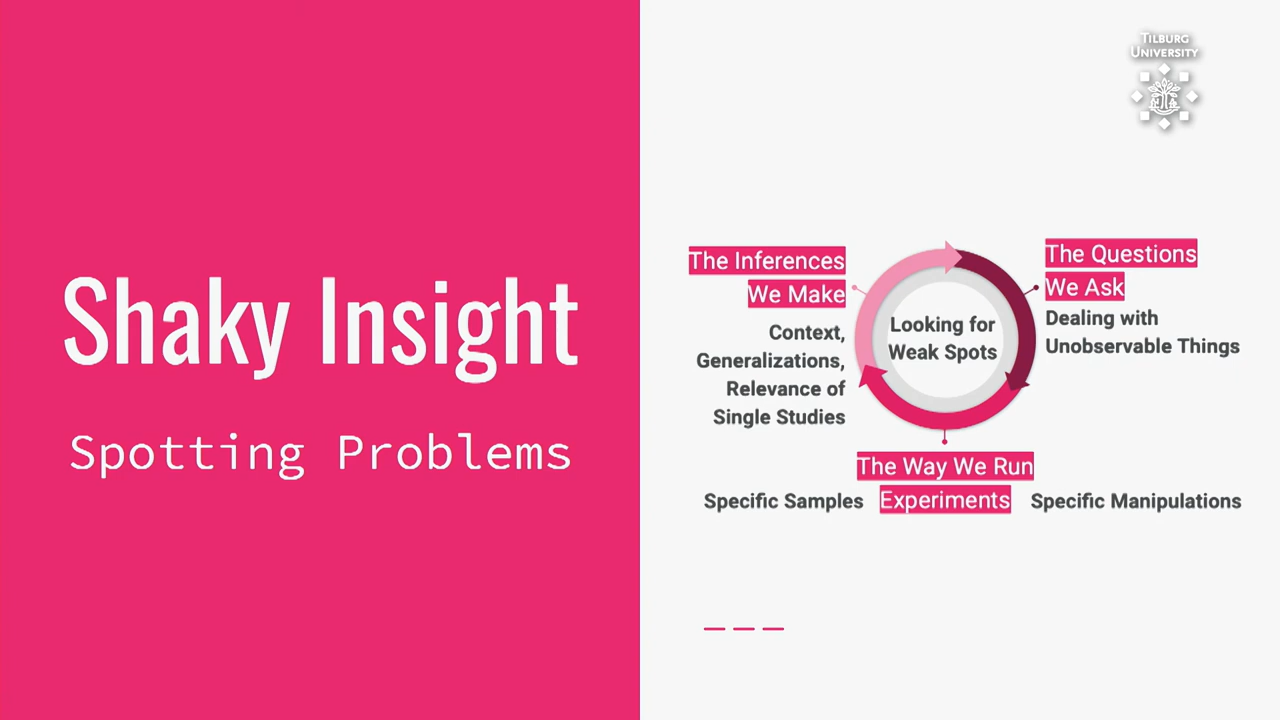 Shaky Insight
Spotting Problems
TILBURG
UNIVERSITY
The Inferences
We Make
Context,
Generalizations,
Relevance of
Single Studies
Looking for
Weak Spots
The Questions
We Ask
Dealing with
Unobservable Things
The Way We Run
Experiments
Specific Samples
Specific Manipulations